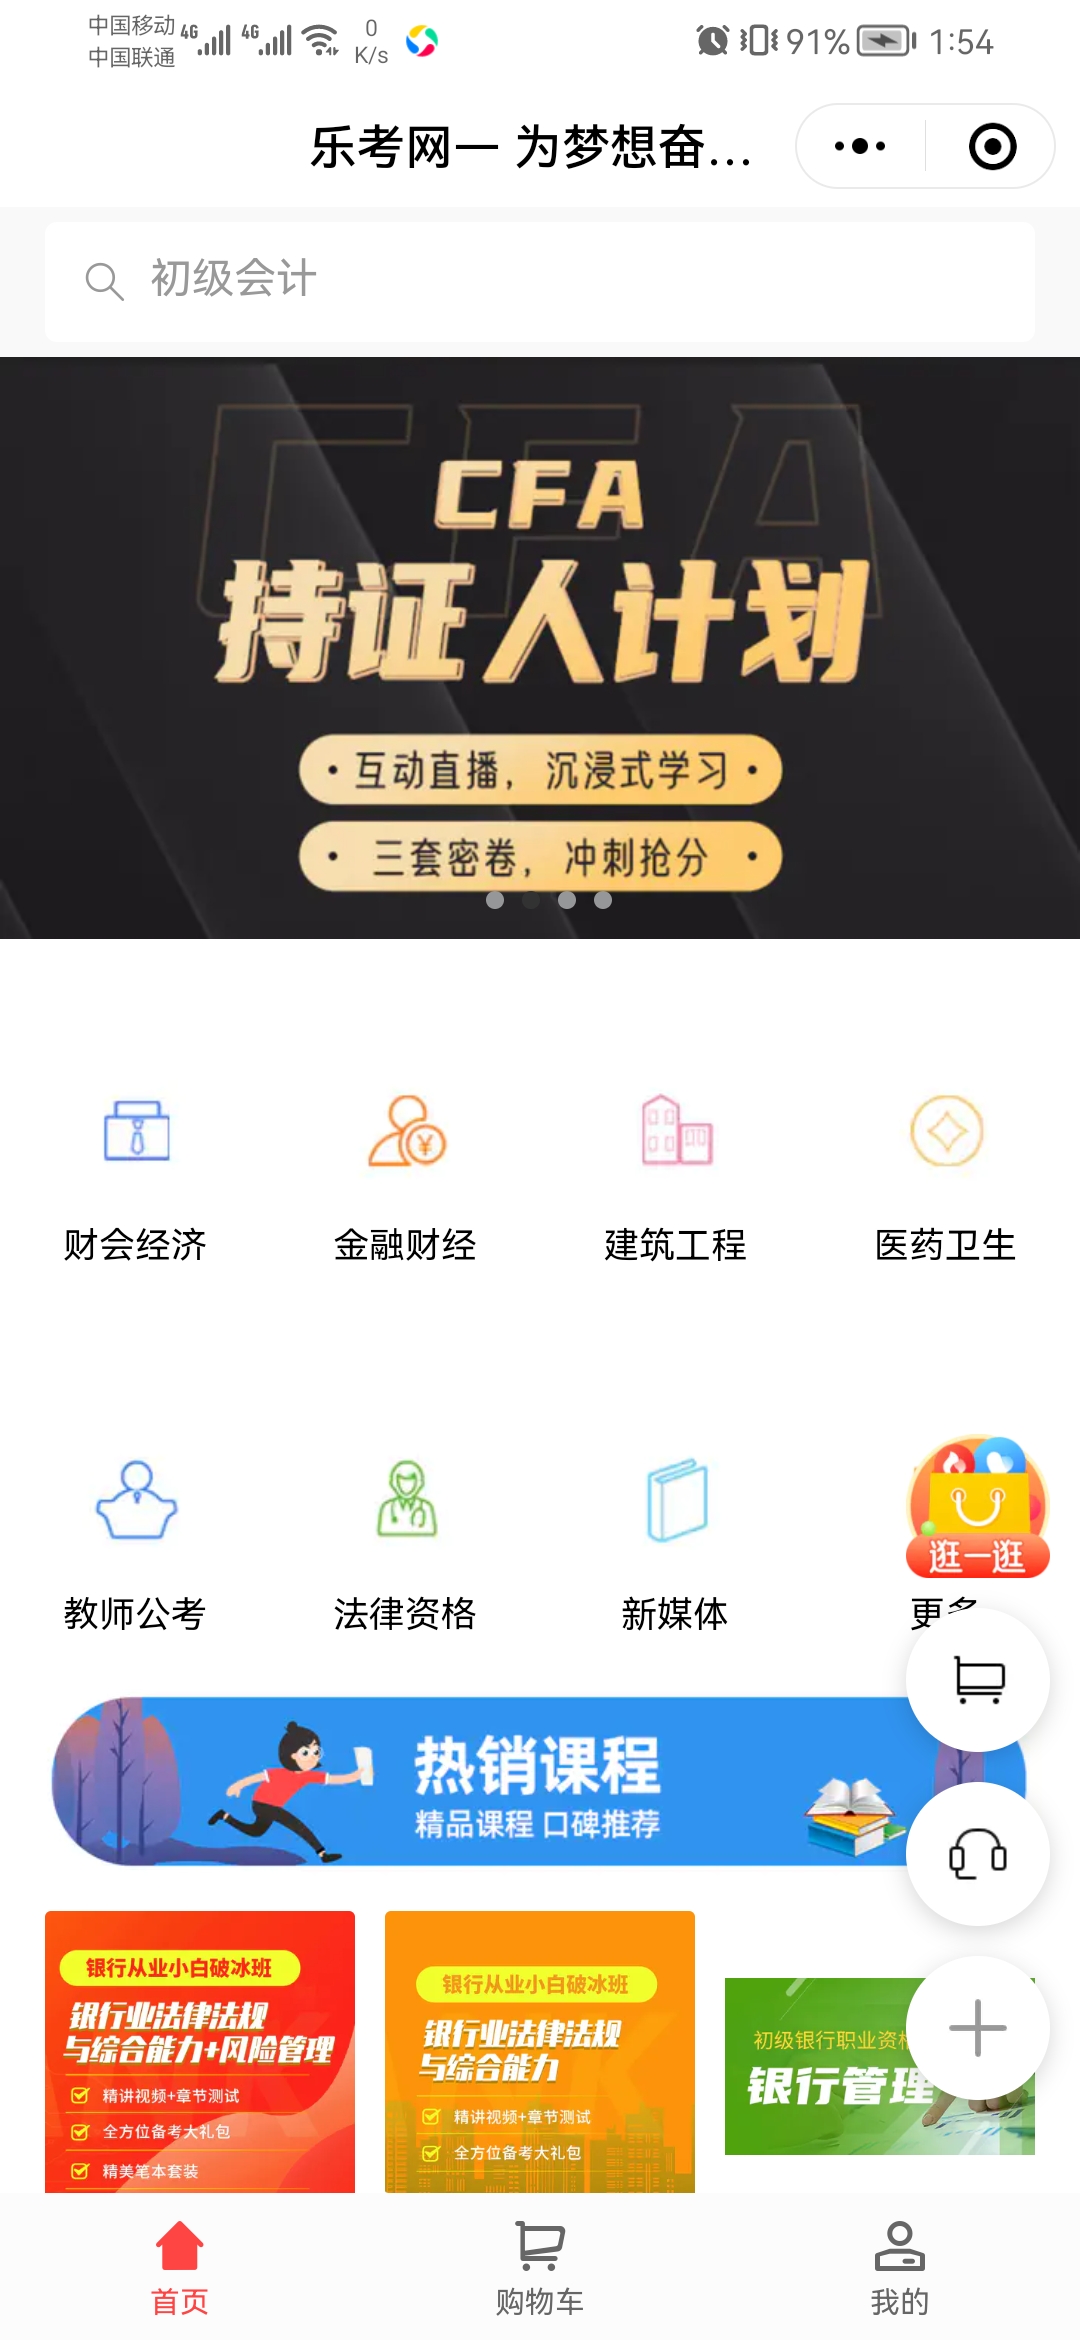 中国移动 4G 4G 0 K/s 91% 1:54
中国联通
乐考网一 为梦想奋...
初级会计
CFA
持证人计划
· 互动直播，沉浸式学习 ·
· 三套密卷，冲刺抢分 ·
财会经济 金融财经 建筑工程 医药卫生
逛一逛
教师公考 法律资格 新媒体 更多
热销课程
精品课程 口碑推荐
银行从业小白破冰班
银行业法律法规
与综合能力+风险管理
精讲视频+章节测试
全方位备考大礼包
精美笔本套装
银行从业小白破冰班
银行业法律法规
与综合能力
精讲视频+章节测试
全方位备考大礼包
初级银行职业资格
银行管理
首页 购物车 我的